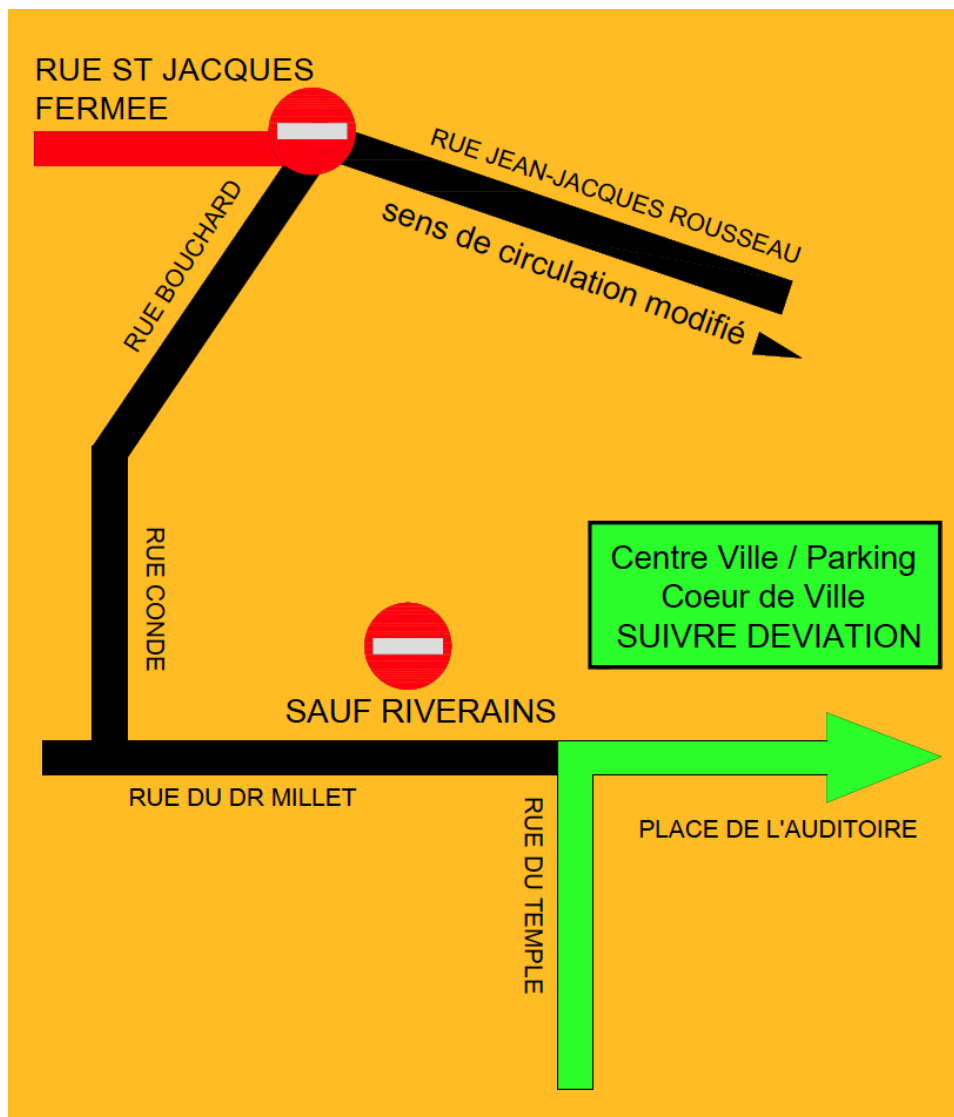 RUE ST JACQUES
FERMEE
RUE JEAN-JACQUES ROUSSEAU
sens de circulation modifié
RUE BOUCHARD
RUE CONDE
Centre Ville / Parking
Coeur de Ville
SUIVRE DEVIATION
SAUF RIVERAINS
RUE DU DR MILLET
RUE DU TEMPLE
PLACE DE L'AUDITOIRE